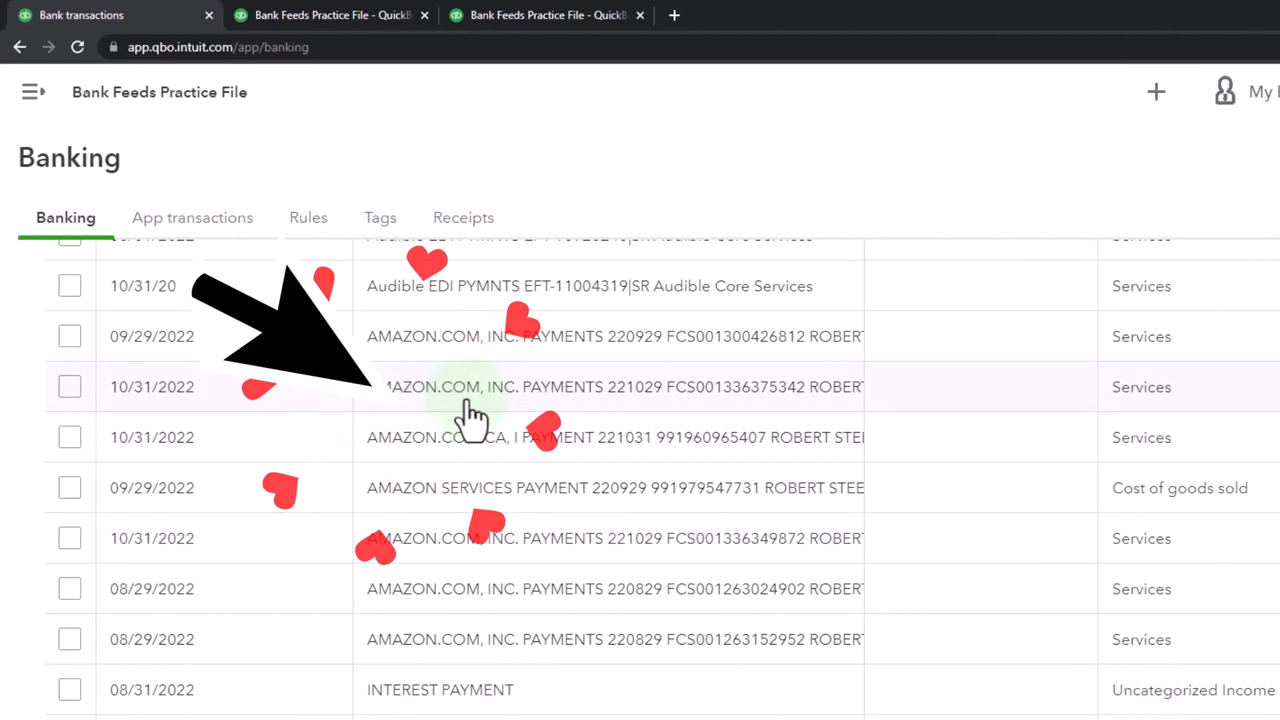 Bank transactions
Bank Feeds Practice File - QuickB
Bank Feeds Practice File - QuickB
app.qbo.intuit.com/app/banking
Bank Feeds Practice File
My
Banking
Banking App transactions Rules Tags Receipts
Services
10/31/20 Audible EDI PYMNTS EFT-11004319|SR Audible Core Services Services
09/29/2022 AMAZON.COM, INC. PAYMENTS 220929 FCS001300426812 ROBERT Services
10/31/2022 AMAZON.COM, INC. PAYMENTS 221029 FCS001336375342 ROBERT Services
10/31/2022 AMAZON.CO CA, I PAYMENT 221031 991960965407 ROBERT STEE Services
09/29/2022 AMAZON SERVICES PAYMENT 220929 991979547731 ROBERT STEE Cost of goods sold
10/31/2022 AMAZON.COM, INC. PAYMENTS 221029 FCS001336349872 ROBERT Services
08/29/2022 AMAZON.COM, INC. PAYMENTS 220829 FCS001263024902 ROBERT Services
08/29/2022 AMAZON.COM, INC. PAYMENTS 220829 FCS001263152952 ROBERT Services
08/31/2022 INTEREST PAYMENT Uncategorized Income